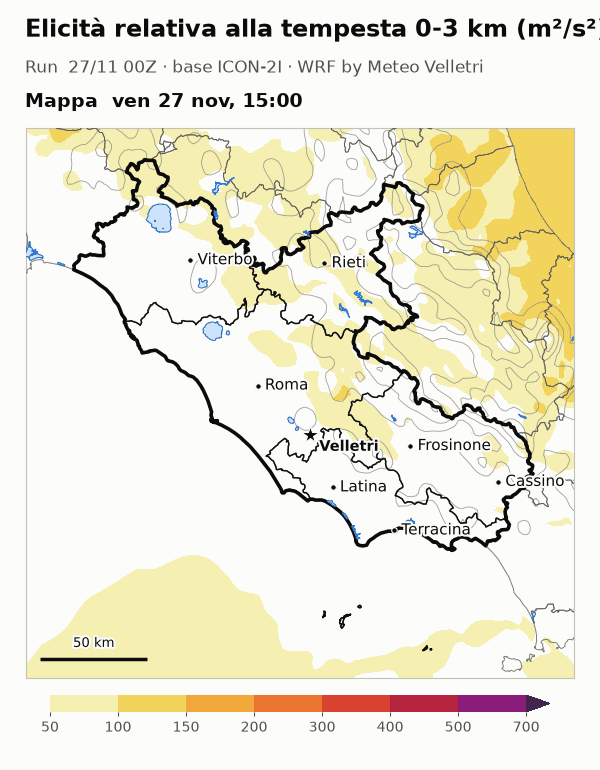 Elicità relativa alla tempesta 0-3 km (m²/s²)
Run 27/11 00Z · base ICON-2I · WRF by Meteo Velletri
Mappa ven 27 nov, 15:00
Viterbo
Rieti
Roma
Velletri
Frosinone
Cassino
Latina
Terracina
50 km
50 100 150 200 300 400 500 700